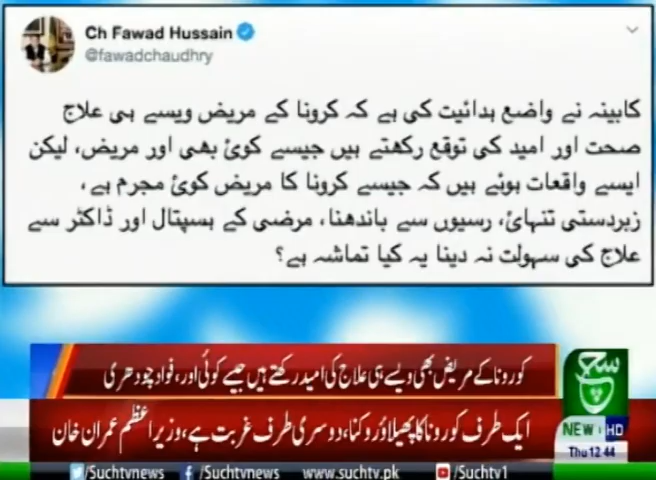 Ch Fawad Hussain
@fawadchaudhry
کابینہ نے واضع ہدائیت کی ہے کہ کرونا کے مریض ویسے ہی علاج
صحت اور امید کی توقع رکھتے ہیں جیسے کوئ بھی اور مریض، لیکن
ایسے واقعات ہوئے ہیں کہ جیسے کرونا کا مریض کوئ مجرم ہے،
زبردستی تنہائ، رسیوں سے باندھنا، مرضی کے ہسپتال اور ڈاکٹر سے
علاج کی سہولت نہ دینا یہ کیا تماشہ ہے؟
کورونا کے مریض بھی ویسے ہی علاج کی امید رکھتے ہیں جیسے کوئی اور، فواد چودھری
سچ
ایک طرف کورونا کا پھیلاؤ روکنا، دوسری طرف غربت ہے، وزیراعظم عمران خان
NEWS HD
Thu 12:44
/Suchtvnews /Suchtvnews www.suchtv.pk /Suchtv1